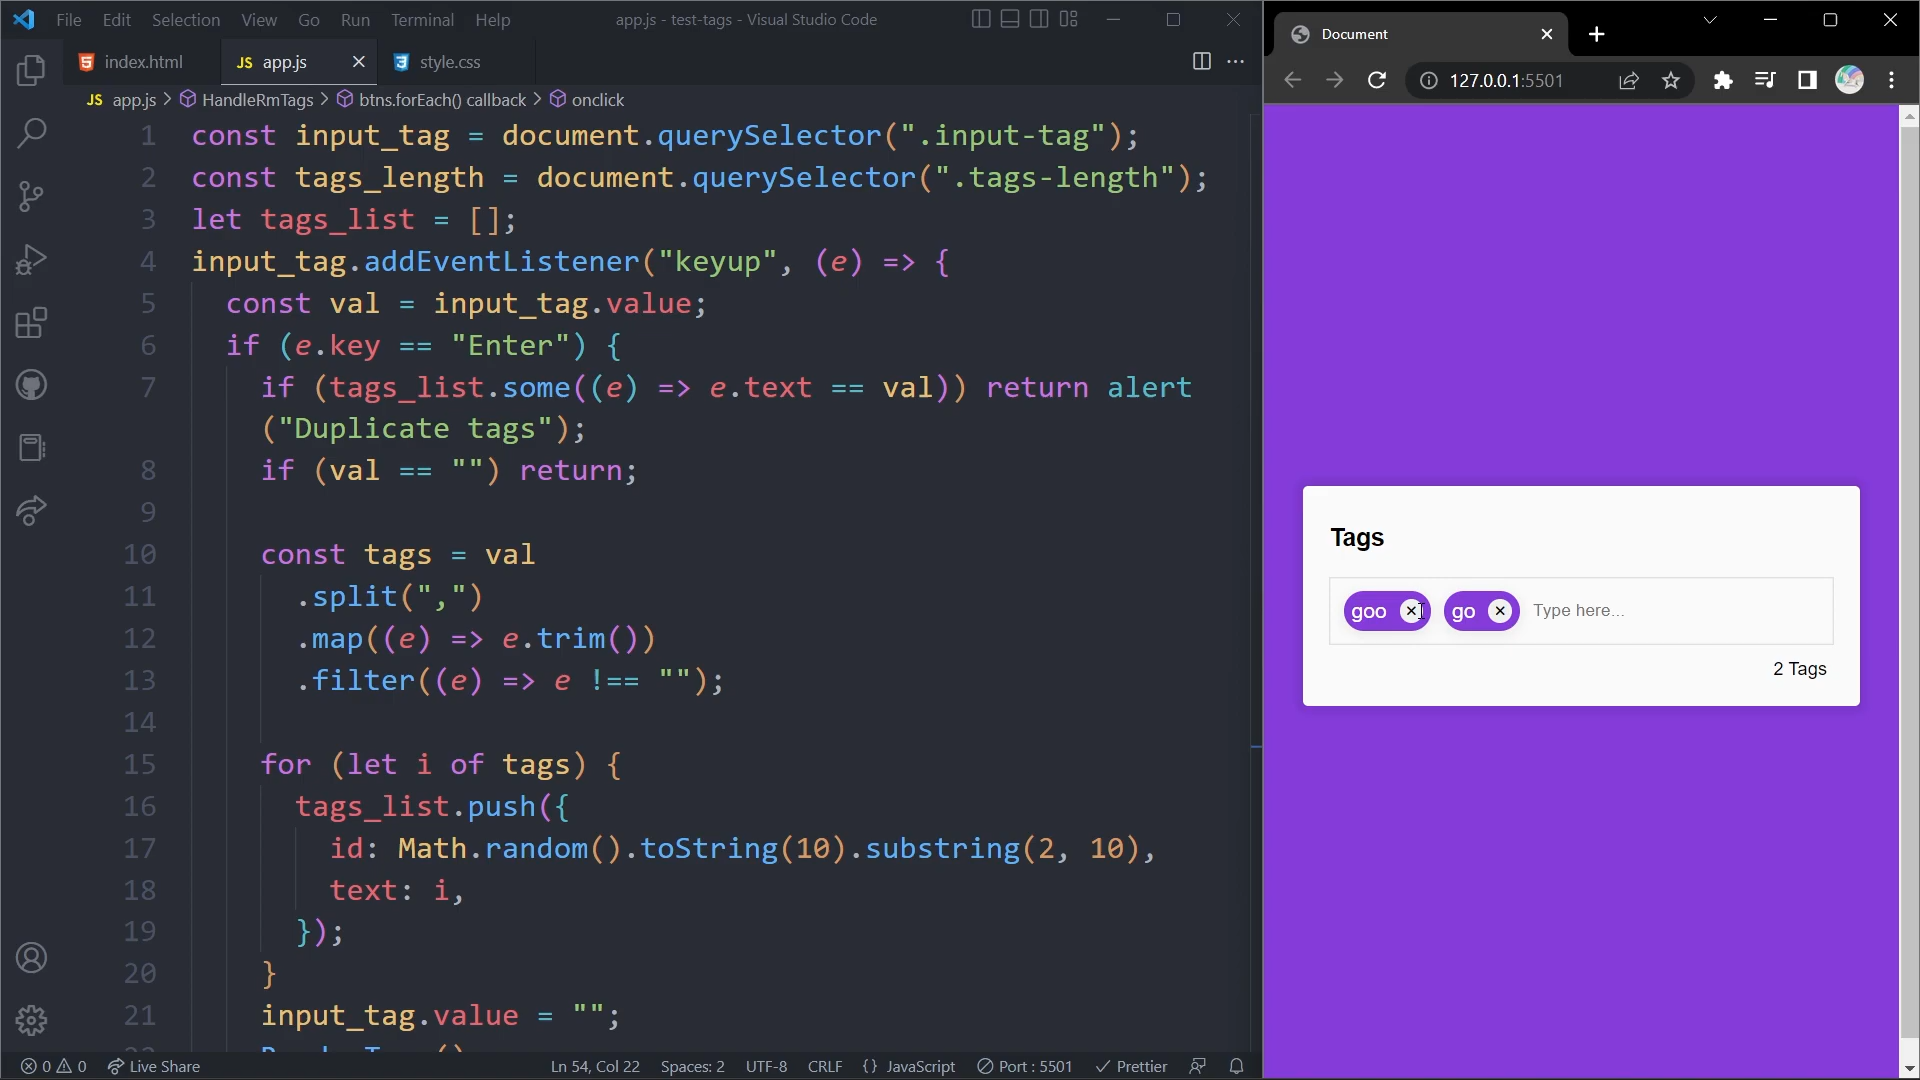 File Edit Selection View Go Run Terminal Help app.js - test-tags - Visual Studio Code
index.html JS app.js style.css
JS app.js > HandleRmTags > btns.forEach() callback > onclick
1 const input_tag = document.querySelector(".input-tag");
2 const tags_length = document.querySelector(".tags-length");
3 let tags_list = [];
4 input_tag.addEventListener("keyup", (e) => {
5 const val = input_tag.value;
6 if (e.key == "Enter") {
7 if (tags_list.some((e) => e.text == val)) return alert
("Duplicate tags");
8 if (val == "") return;
9
10 const tags = val
11 .split(",")
12 .map((e) => e.trim())
13 .filter((e) => e !== "");
14
15 for (let i of tags) {
16 tags_list.push({
17 id: Math.random().toString(10).substring(2, 10),
18 text: i,
19 });
20 }
21 input_tag.value = "";
0 0 Live Share Ln 54, Col 22 Spaces: 2 UTF-8 CRLF {} JavaScript Port : 5501 Prettier
Document
127.0.0.1:5501
Tags
goo go Type here...
2 Tags